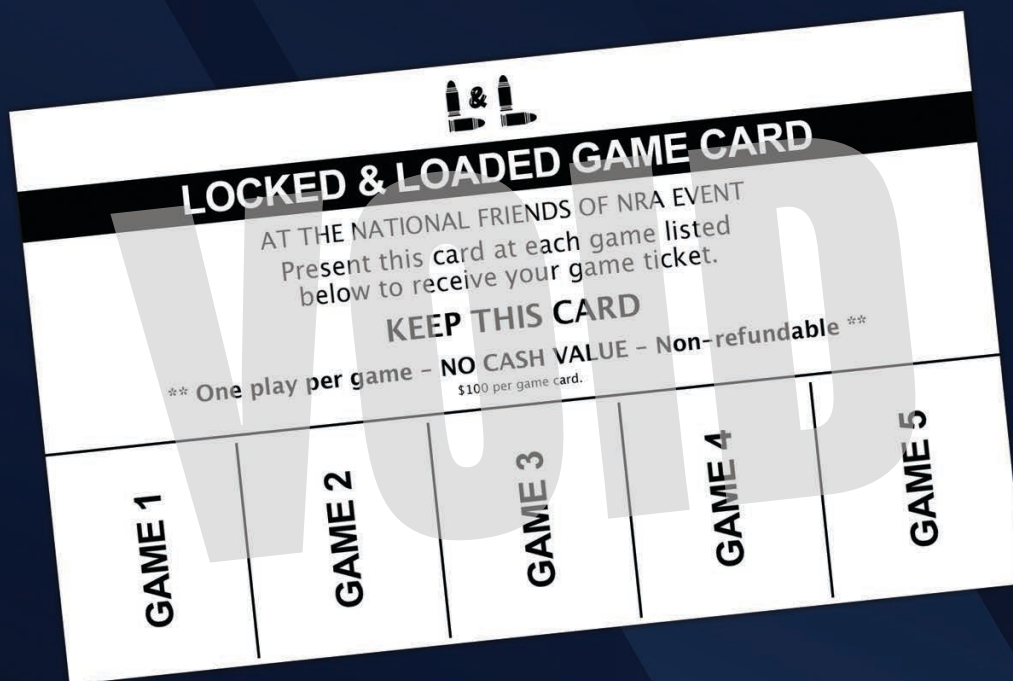 L&L
LOCKED & LOADED GAME CARD
AT THE NATIONAL FRIENDS OF NRA EVENT
Present this card at each game listed
below to receive your game ticket.
KEEP THIS CARD
** One play per game – NO CASH VALUE – Non-refundable **
$100 per game card.
VOID
GAME 1
GAME 2
GAME 3
GAME 4
GAME 5